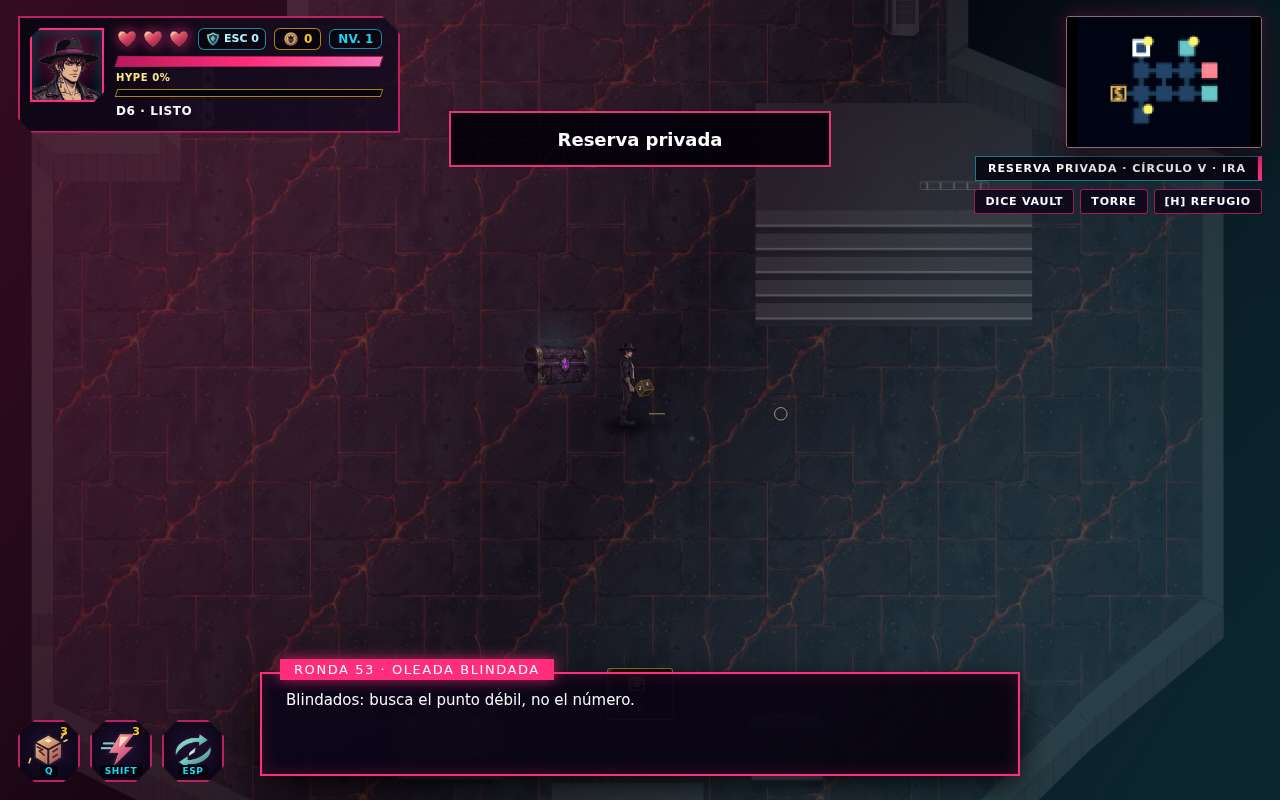 ESC 0
0
NV. 1
HYPE 0%
D6 · LISTO
Reserva privada
RESERVA PRIVADA · CÍRCULO V · IRA
DICE VAULT
TORRE
[H] REFUGIO
RONDA 53 · OLEADA BLINDADA
Blindados: busca el punto débil, no el número.
3
Q
3
SHIFT
ESP